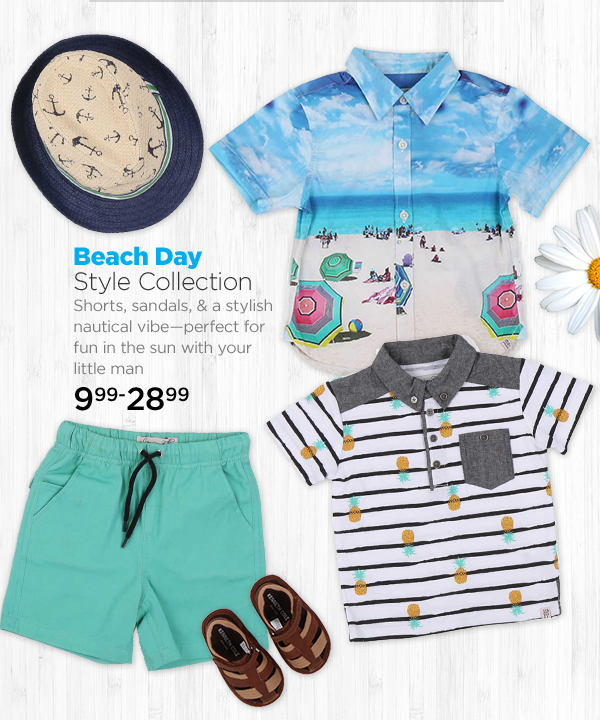 Beach Day
Style Collection
Shorts, sandals, & a stylish
nautical vibe—perfect for
fun in the sun with your
little man
9⁹⁹-28⁹⁹